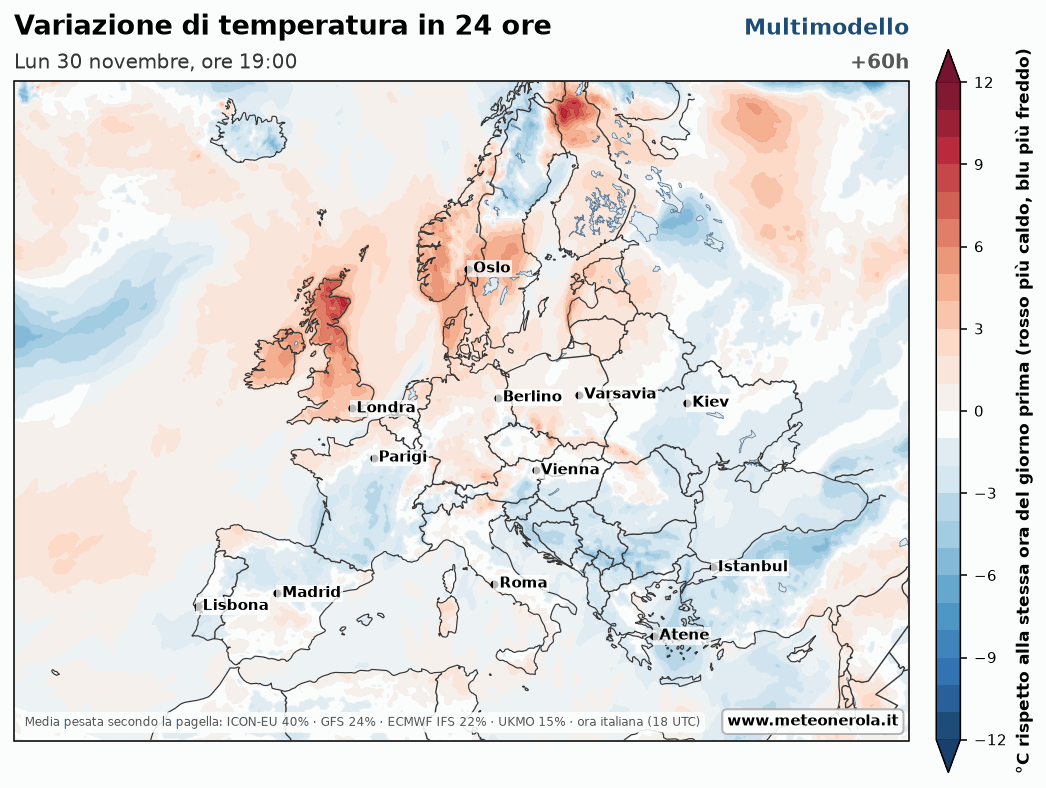 Variazione di temperatura in 24 ore
Multimodello
Lun 30 novembre, ore 19:00
+60h
Oslo
Londra
Berlino
Varsavia
Kiev
Parigi
Vienna
Istanbul
Roma
Madrid
Lisbona
Atene
Media pesata secondo la pagella: ICON-EU 40% · GFS 24% · ECMWF IFS 22% · UKMO 15% · ora italiana (18 UTC)
www.meteonerola.it
12
9
6
3
0
−3
−6
−9
−12
°C rispetto alla stessa ora del giorno prima (rosso più caldo, blu più freddo)